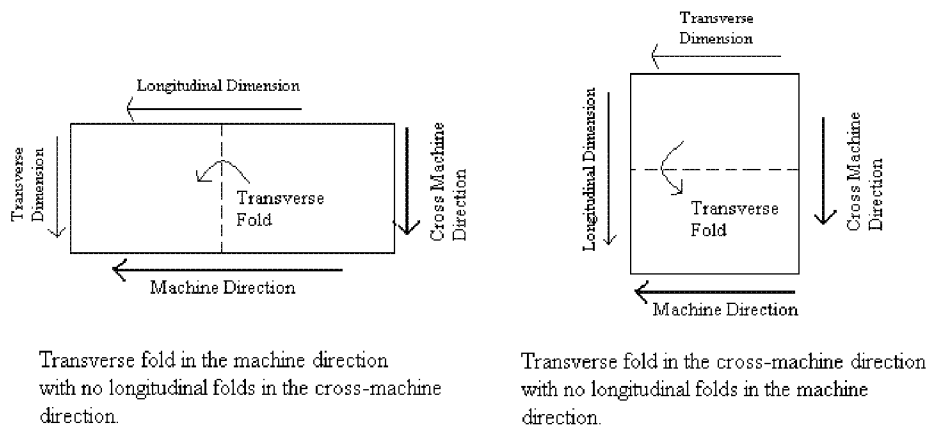 Longitudinal Dimension
Transverse
Dimension
Transverse
Fold
Cross Machine
Direction
Machine Direction
Transverse fold in the machine direction
with no longitudinal folds in the cross-machine
direction.
Transverse
Dimension
Longitudinal Dimension
Transverse
Fold
Cross Machine
Direction
Machine Direction
Transverse fold in the cross-machine direction
with no longitudinal folds in the machine
direction.